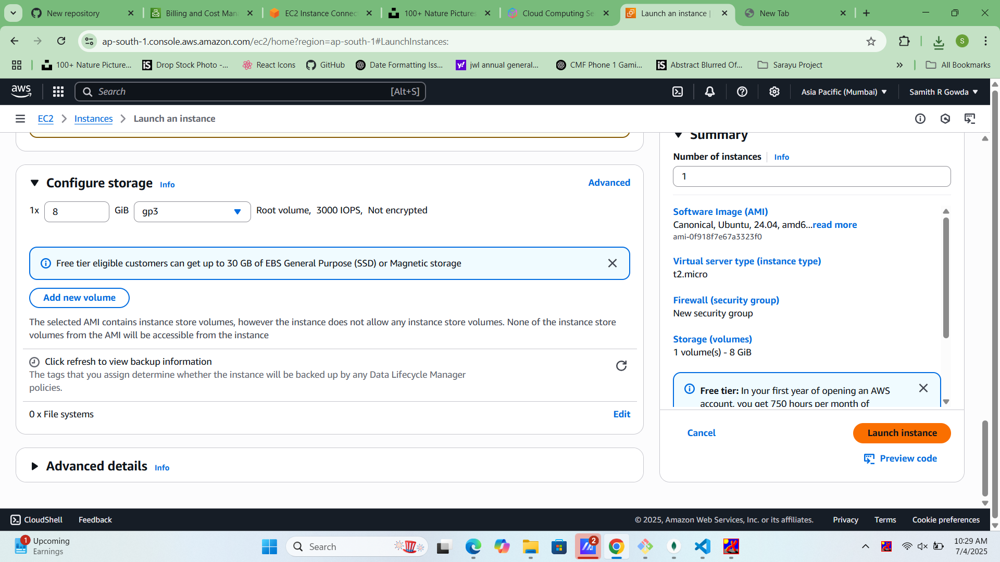 New repository
Billing and Cost Man
EC2 Instance Connec
100+ Nature Pictures
Cloud Computing Se
Launch an instance |
New Tab
ap-south-1.console.aws.amazon.com/ec2/home?region=ap-south-1#LaunchInstances:
S
100+ Nature Picture...
Drop Stock Photo -...
React Icons
GitHub
Date Formatting Iss...
jwl annual general...
CMF Phone 1 Gami...
Abstract Blurred Of...
Sarayu Project
All Bookmarks
aws
Search
[Alt+S]
Asia Pacific (Mumbai)
Samith R Gowda
EC2
Instances
Launch an instance
Configure storage
Info
Advanced
1x
8
GiB
gp3
Root volume, 3000 IOPS, Not encrypted
Free tier eligible customers can get up to 30 GB of EBS General Purpose (SSD) or Magnetic storage
Add new volume
The selected AMI contains instance store volumes, however the instance does not allow any instance store volumes. None of the instance store
volumes from the AMI will be accessible from the instance
Click refresh to view backup information
The tags that you assign determine whether the instance will be backed up by any Data Lifecycle Manager
policies.
0 x File systems
Edit
Advanced details
Info
Summary
Number of instances
Info
1
Software Image (AMI)
Canonical, Ubuntu, 24.04, amd6...read more
ami-0f918f7e67a3323f0
Virtual server type (instance type)
t2.micro
Firewall (security group)
New security group
Storage (volumes)
1 volume(s) - 8 GiB
Free tier: In your first year of opening an AWS
account, you get 750 hours per month of
Cancel
Launch instance
Preview code
CloudShell
Feedback
© 2025, Amazon Web Services, Inc. or its affiliates.
Privacy
Terms
Cookie preferences
1
Upcoming
Earnings
Search
2
10:29 AM
7/4/2025